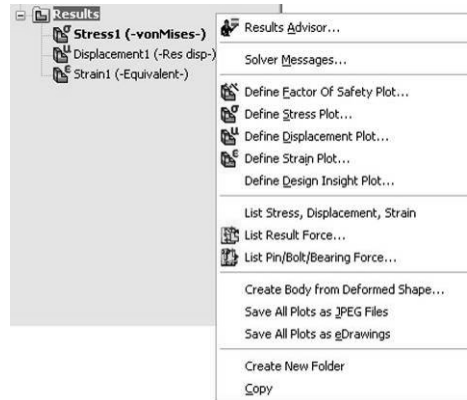 Results
Stress1 (-vonMises-)
Displacement1 (-Res disp-)
Strain1 (-Equivalent-)
Results Advisor...
Solver Messages...
Define Factor Of Safety Plot...
Define Stress Plot...
Define Displacement Plot...
Define Strain Plot...
Define Design Insight Plot...
List Stress, Displacement, Strain
List Result Force...
List Pin/Bolt/Bearing Force...
Create Body from Deformed Shape...
Save All Plots as JPEG Files
Save All Plots as eDrawings
Create New Folder
Copy